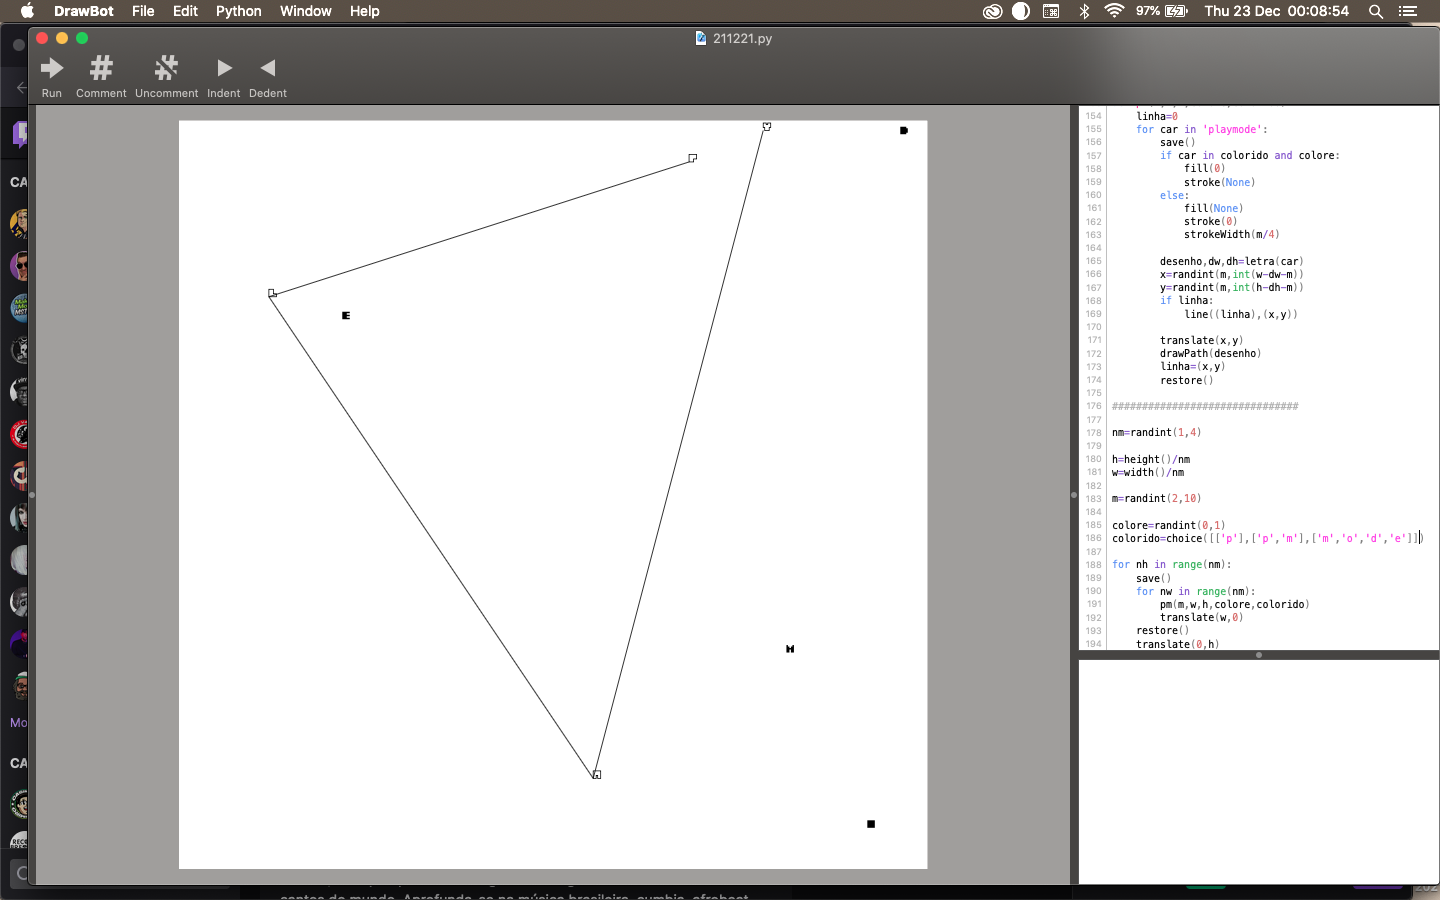 DrawBot File Edit Python Window Help 97% Thu 23 Dec 00:08:54
211221.py
Run Comment Uncomment Indent Dedent
CA
Mo
CA
E
M
154 linha=0
155 for car in 'playmode':
156 save()
157 if car in colorido and colore:
158 fill(0)
159 stroke(None)
160 else:
161 fill(None)
162 stroke(0)
163 strokeWidth(m/4)
164
165 desenho,dw,dh=letra(car)
166 x=randint(m,int(w-dw-m))
167 y=randint(m,int(h-dh-m))
168 if linha:
169 line((linha),(x,y))
170
171 translate(x,y)
172 drawPath(desenho)
173 linha=(x,y)
174 restore()
175
176 ###############################
177
178 nm=randint(1,4)
179
180 h=height()/nm
181 w=width()/nm
182
183 m=randint(2,10)
184
185 colore=randint(0,1)
186 colorido=choice([['p'],['p','m'],['m','o','d','e']])
187
188 for nh in range(nm):
189 save()
190 for nw in range(nm):
191 pm(m,w,h,colore,colorido)
192 translate(w,0)
193 restore()
194 translate(0,h)